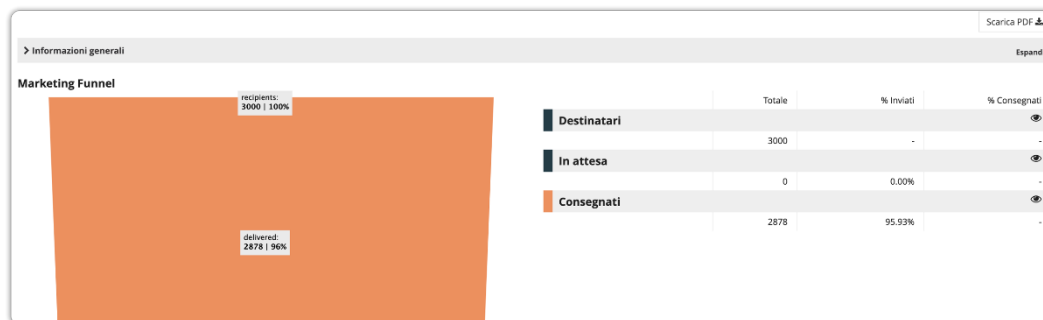 Scarica PDF
Informazioni generali
Espandi
Marketing Funnel
recipients:
3000 | 100%
delivered:
2878 | 96%
Totale % Inviati % Consegnati
Destinatari
3000 - -
In attesa
0 0.00% -
Consegnati
2878 95.93% -